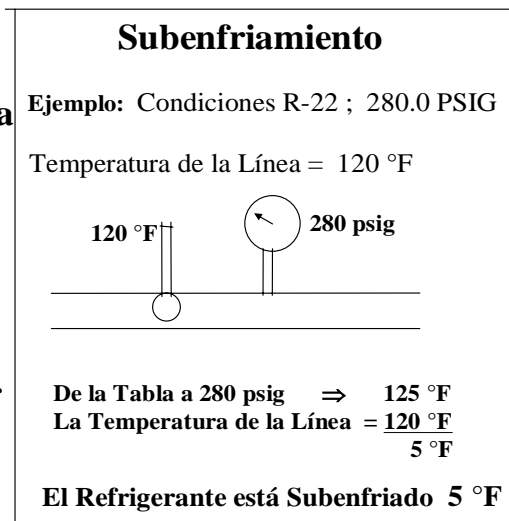 Subenfriamiento
a
Ejemplo: Condiciones R-22 ; 280.0 PSIG
Temperatura de la Línea = 120 °F
120 °F
280 psig
De la Tabla a 280 psig ⇒ 125 °F
La Temperatura de la Línea = 120 °F
5 °F
El Refrigerante está Subenfriado 5 °F